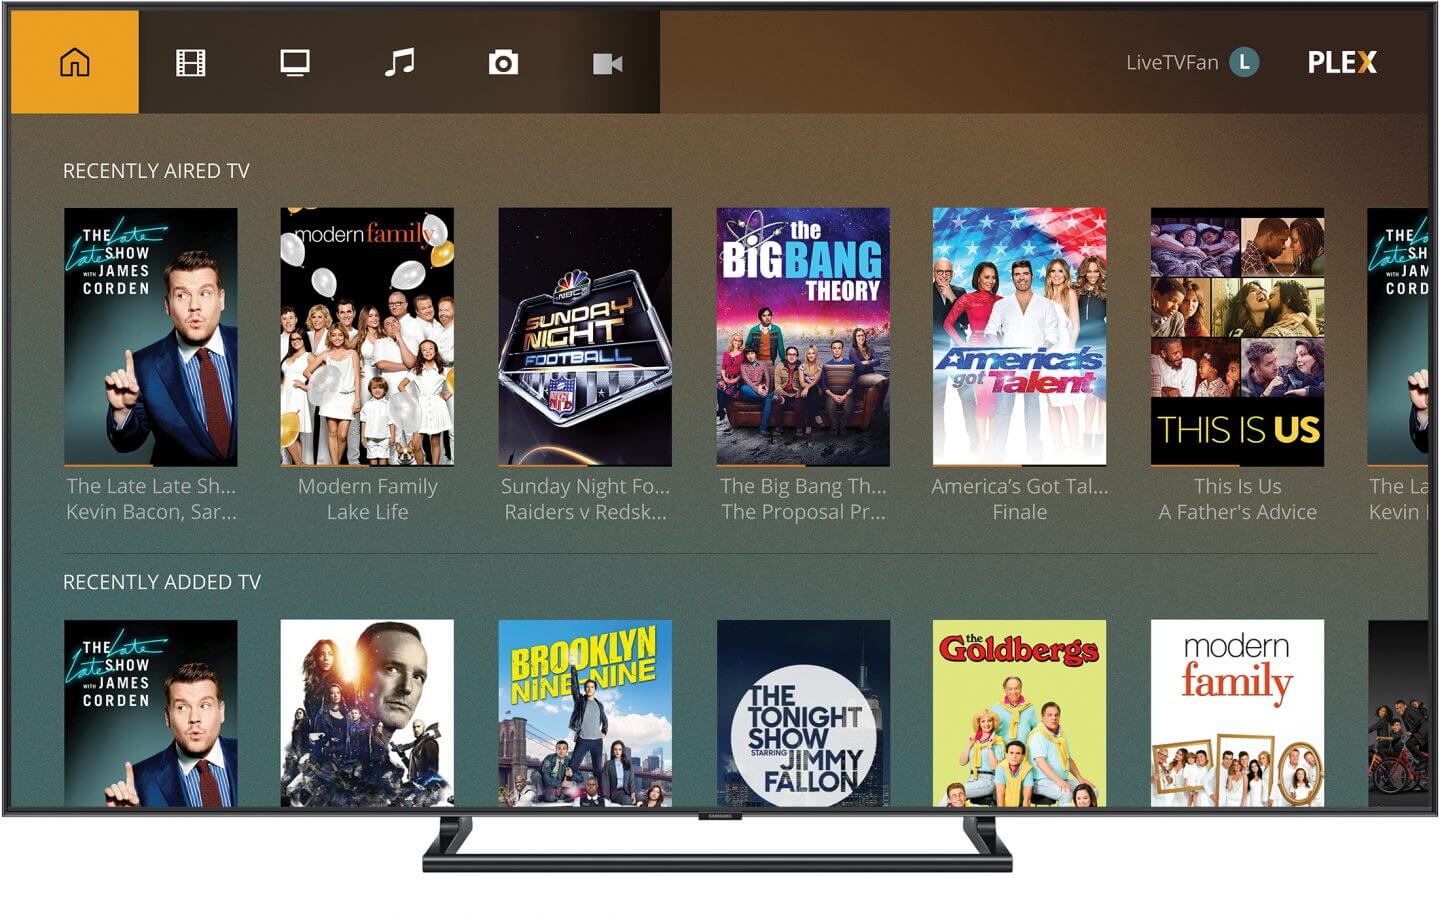 LiveTVFan L PLEX
RECENTLY AIRED TV
THE Late
Late SHOW
WITH JAMES
CORDEN
modern family
NBC
SUNDAY
NIGHT
FOOTBALL
NFL
the
BIG BANG
THEORY
America's
got Talent
THIS IS US
THE
Late SH
WITH JAM
CORD
The Late Late Sh...
Kevin Bacon, Sar...
Modern Family
Lake Life
Sunday Night Fo...
Raiders v Redsk...
The Big Bang Th...
The Proposal Pr...
America’s Got Tal...
Finale
This Is Us
A Father's Advice
The La
Kevin
RECENTLY ADDED TV
THE Late
Late SHOW
WITH JAMES
CORDEN
BROOKLYN
NINE-NINE
THE
TONIGHT
SHOW
STARRING JIMMY
FALLON
the
Goldbergs
modern
family
SAMSUNG